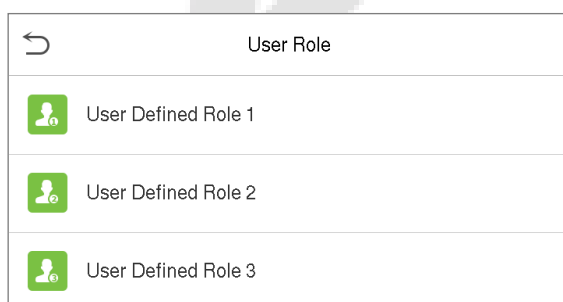 User Role
User Defined Role 1
User Defined Role 2
User Defined Role 3